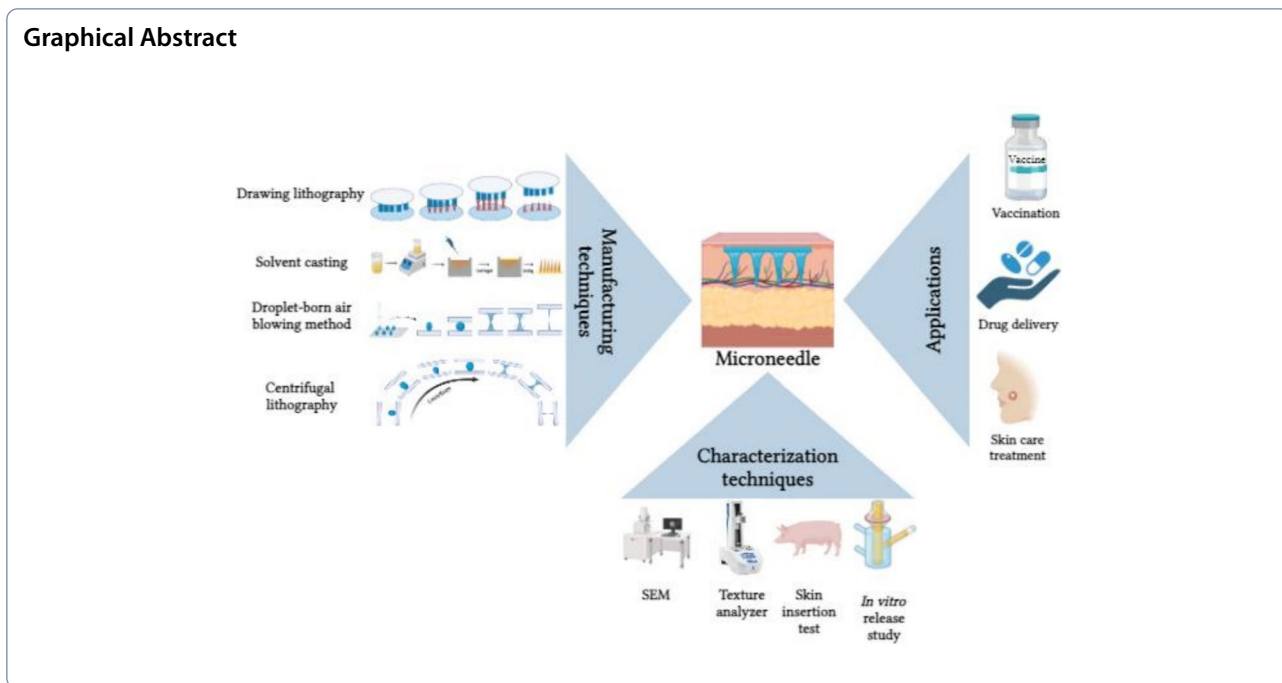 Graphical Abstract
Drawing lithography
Solvent casting
Droplet-born air
blowing method
Centrifugal
lithography
Manufacturing
techniques
Microneedle
Applications
Vaccine
Vaccination
Drug delivery
Skin care
treatment
Characterization
techniques
SEM
Texture
analyzer
Skin
insertion
test
In vitro
release
study